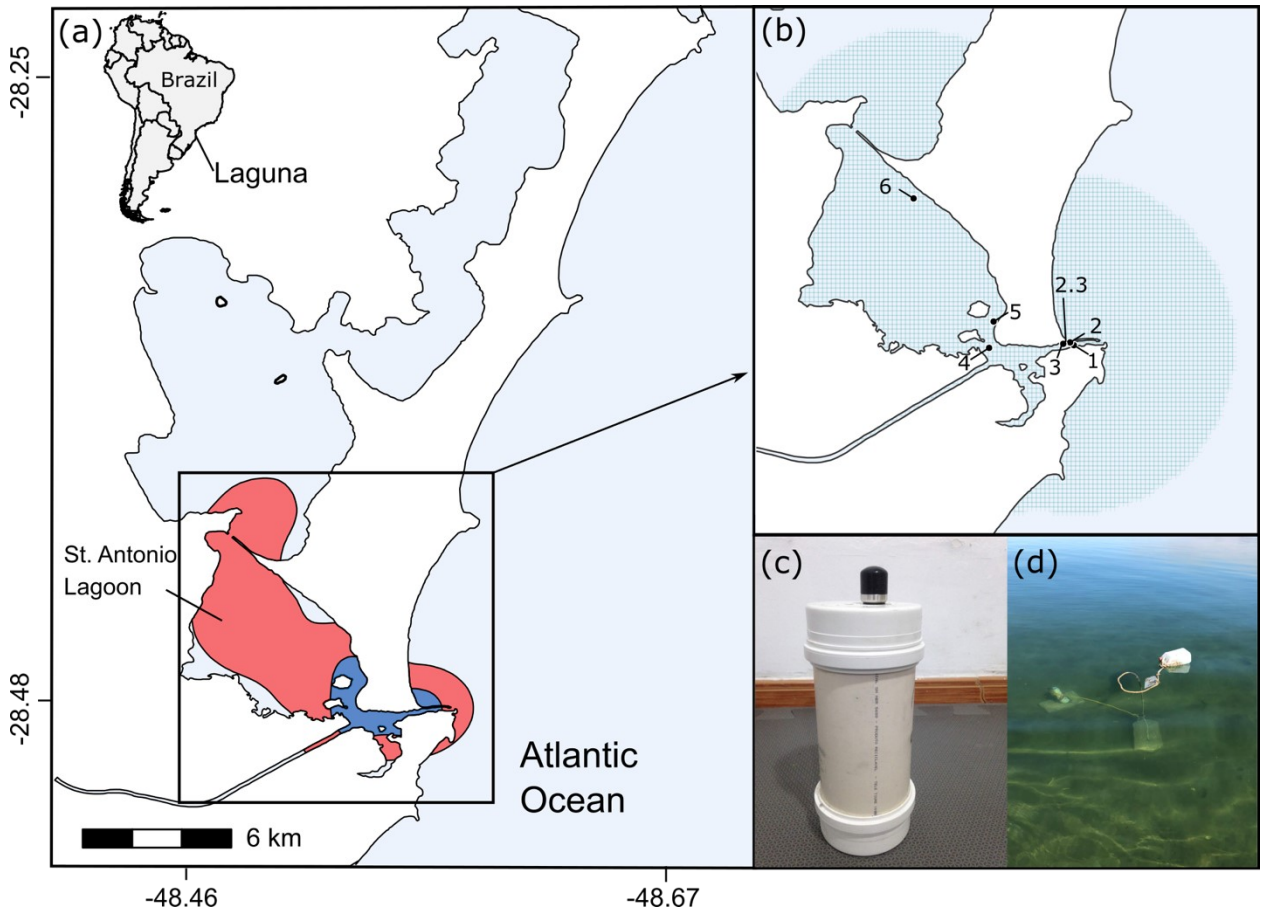 (a)
Brazil
Laguna
-28.25
-28.48
St. Antonio
Lagoon
Atlantic
Ocean
6 km
-48.46
-48.67
(b)
6
5
2.3
2
4
3
1
(c)
(d)